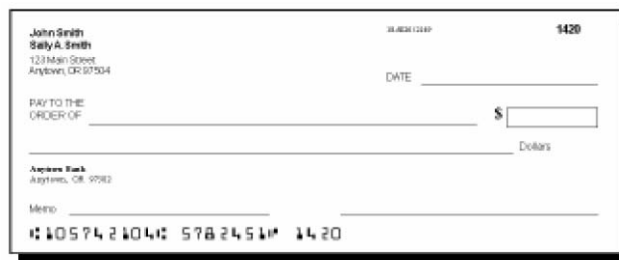 John Smith 1420
Sally A. Smith
123 Main Street
Anytown, OR 97504
DATE
PAY TO THE
ORDER OF $
Dollars
Anytown Bank
Anytown, OR 97502
Memo
⑆105742104⑆ 5782451⑈ 1420